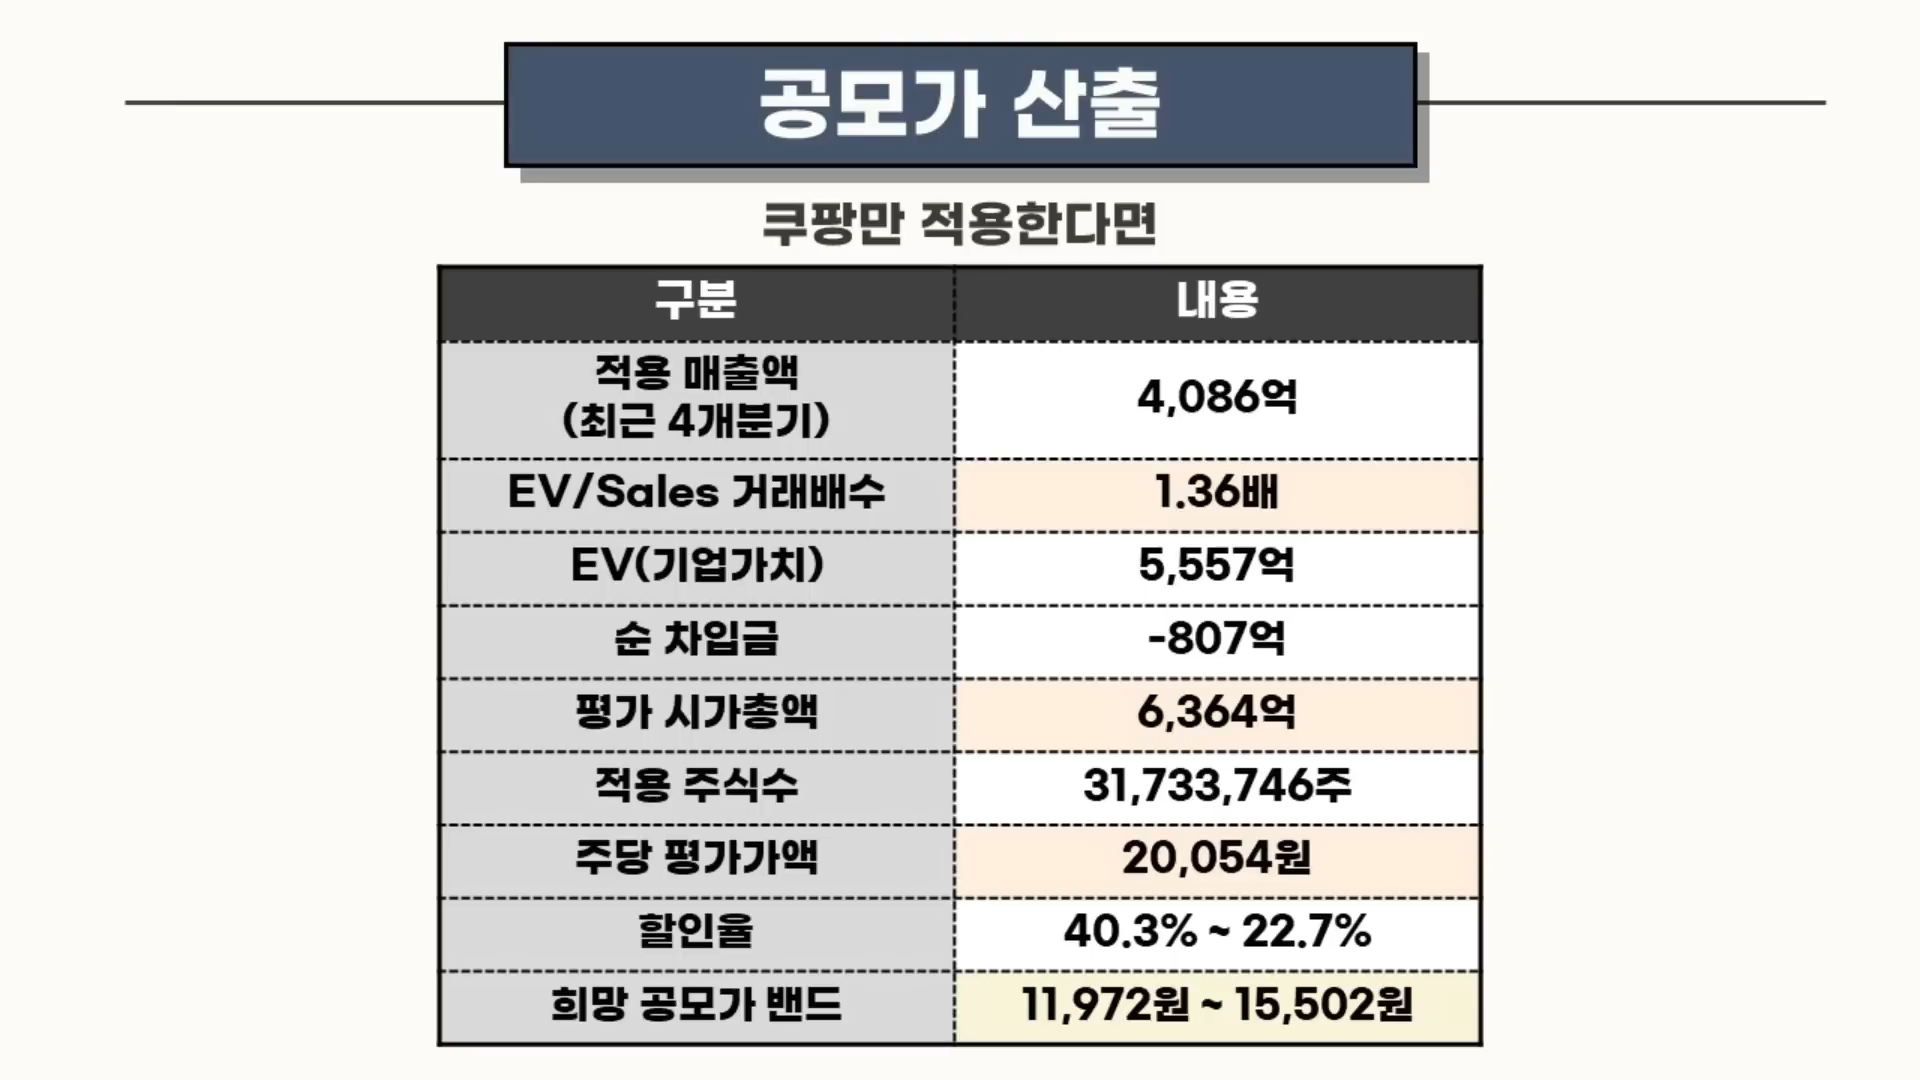 공모가 산출
쿠팡만 적용한다면
구분 내용
적용 매출액
(최근 4개분기) 4,086억
EV/Sales 거래배수 1.36배
EV(기업가치) 5,557억
순 차입금 -807억
평가 시가총액 6,364억
적용 주식수 31,733,746주
주당 평가가액 20,054원
할인율 40.3% ~ 22.7%
희망 공모가 밴드 11,972원 ~ 15,502원